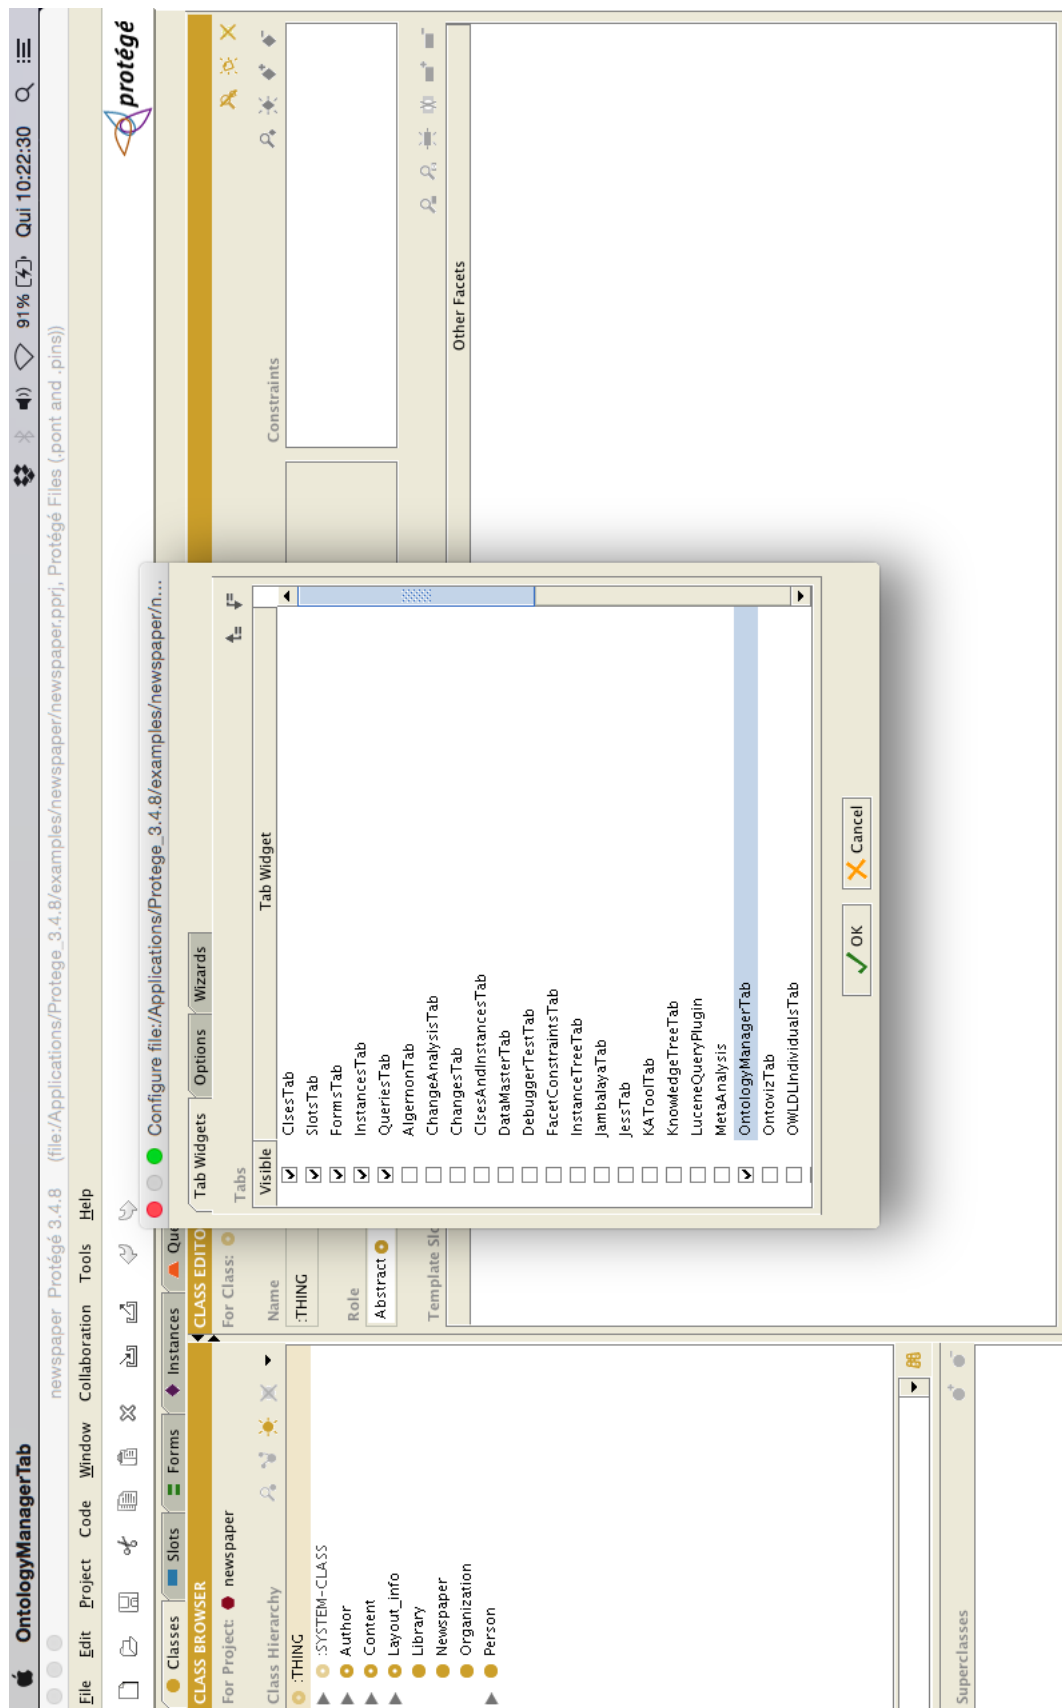 OntologyManagerTab
91%
Qui 10:22:30
newspaper Protégé 3.4.8 (file:/Applications/Protege_3.4.8/examples/newspaper/newspaper.pprj, Protégé Files (.pont and .pins))
File Edit Project Code Window Collaboration Tools Help
protégé
Classes Slots Forms Instances Que
CLASS BROWSER
For Project: newspaper
Class Hierarchy
:THING
:SYSTEM-CLASS
Author
Content
Layout_info
Library
Newspaper
Organization
Person
Superclasses
CLASS EDITO
For Class:
Name
:THING
Role
Abstract
Template Slo
Constraints
Other Facets
Configure file:/Applications/Protege_3.4.8/examples/newspaper/n...
Tab Widgets Options Wizards
Tabs
Visible Tab Widget
ClsesTab
SlotsTab
FormsTab
InstancesTab
QueriesTab
AlgernonTab
ChangeAnalysisTab
ChangesTab
ClsesAndInstancesTab
DataMasterTab
DebuggerTestTab
FacetConstraintsTab
InstanceTreeTab
JambalayaTab
JessTab
KAToolTab
KnowledgeTreeTab
LuceneQueryPlugin
MetaAnalysis
OntologyManagerTab
OntovizTab
OWLDLIndividualsTab
OK Cancel